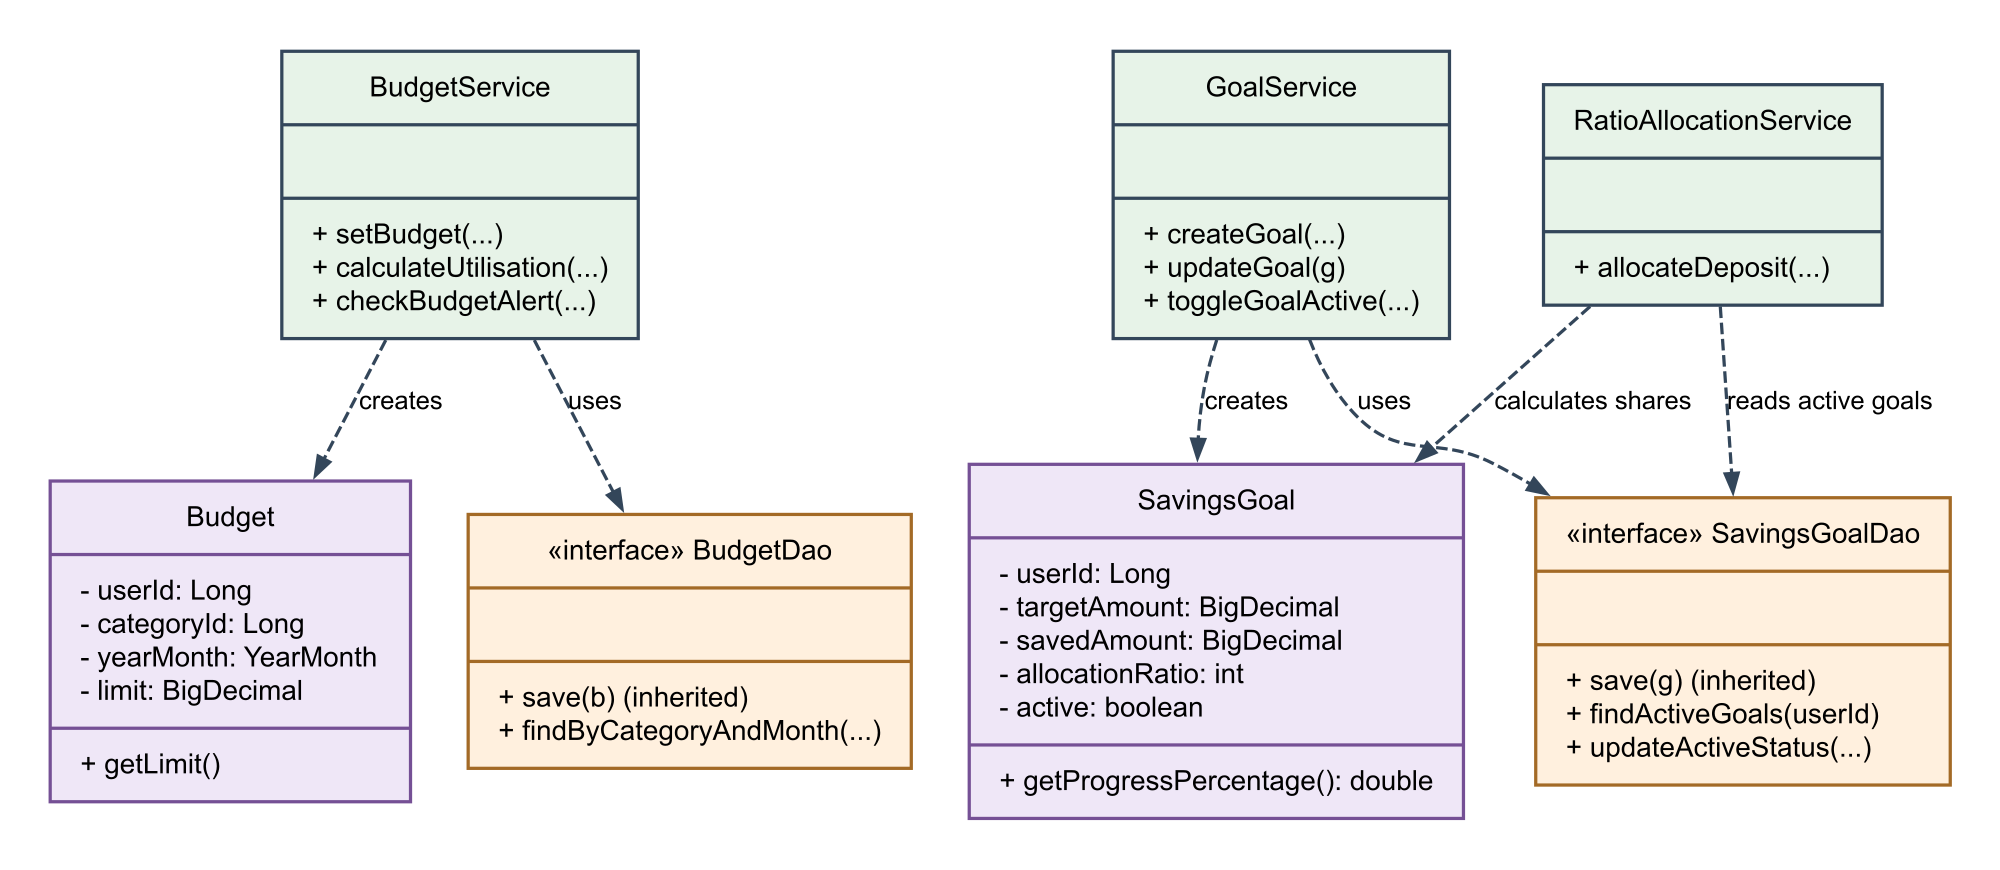 BudgetService
+ setBudget(...)
+ calculateUtilisation(...)
+ checkBudgetAlert(...)
GoalService
+ createGoal(...)
+ updateGoal(g)
+ toggleGoalActive(...)
RatioAllocationService
+ allocateDeposit(...)
creates
uses
creates
uses
calculates shares
reads active goals
Budget
- userId: Long
- categoryId: Long
- yearMonth: YearMonth
- limit: BigDecimal
+ getLimit()
«interface» BudgetDao
+ save(b) (inherited)
+ findByCategoryAndMonth(...)
SavingsGoal
- userId: Long
- targetAmount: BigDecimal
- savedAmount: BigDecimal
- allocationRatio: int
- active: boolean
+ getProgressPercentage(): double
«interface» SavingsGoalDao
+ save(g) (inherited)
+ findActiveGoals(userId)
+ updateActiveStatus(...)